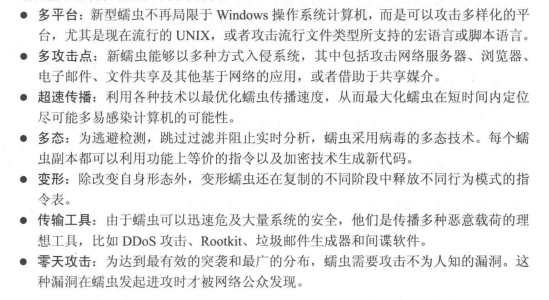 ● 多平台：新型蠕虫不再局限于 Windows 操作系统计算机，而是可以攻击多样化的平
台，尤其是现在流行的 UNIX，或者攻击流行文件类型所支持的宏语言或脚本语言。
● 多攻击点：新蠕虫能够以多种方式入侵系统，其中包括攻击网络服务器、浏览器、
电子邮件、文件共享及其他基于网络的应用，或者借助于共享媒介。
● 超速传播：利用各种技术以最优化蠕虫传播速度，从而最大化蠕虫在短时间内定位
尽可能多易感染计算机的可能性。
● 多态：为逃避检测，跳过过滤并阻止实时分析，蠕虫采用病毒的多态技术。每个蠕
虫副本都可以利用功能上等价的指令以及加密技术生成新代码。
● 变形：除改变自身形态外，变形蠕虫还在复制的不同阶段中释放不同行为模式的指
令表。
● 传输工具：由于蠕虫可以迅速危及大量系统的安全，他们是传播多种恶意载荷的理
想工具，比如 DDoS 攻击、Rootkit、垃圾邮件生成器和间谍软件。
● 零天攻击：为达到最有效的突袭和最广的分布，蠕虫需要攻击不为人知的漏洞。这
种漏洞在蠕虫发起进攻时才被网络公众发现。